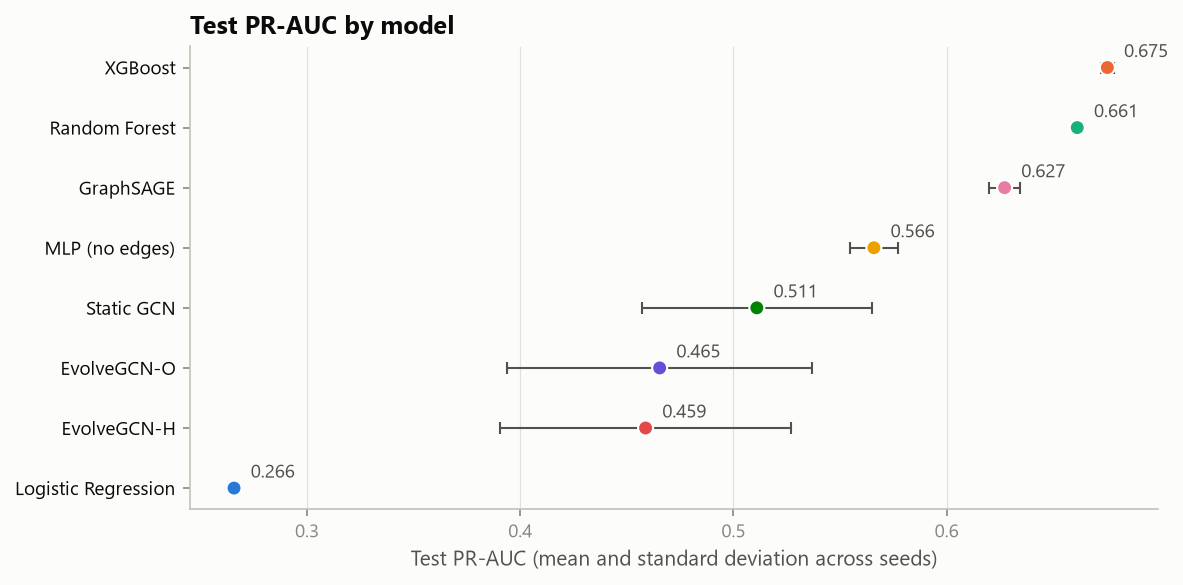 Test PR-AUC by model
XGBoost
0.675
Random Forest
0.661
GraphSAGE
0.627
MLP (no edges)
0.566
Static GCN
0.511
EvolveGCN-O
0.465
EvolveGCN-H
0.459
Logistic Regression
0.266
0.3 0.4 0.5 0.6
Test PR-AUC (mean and standard deviation across seeds)